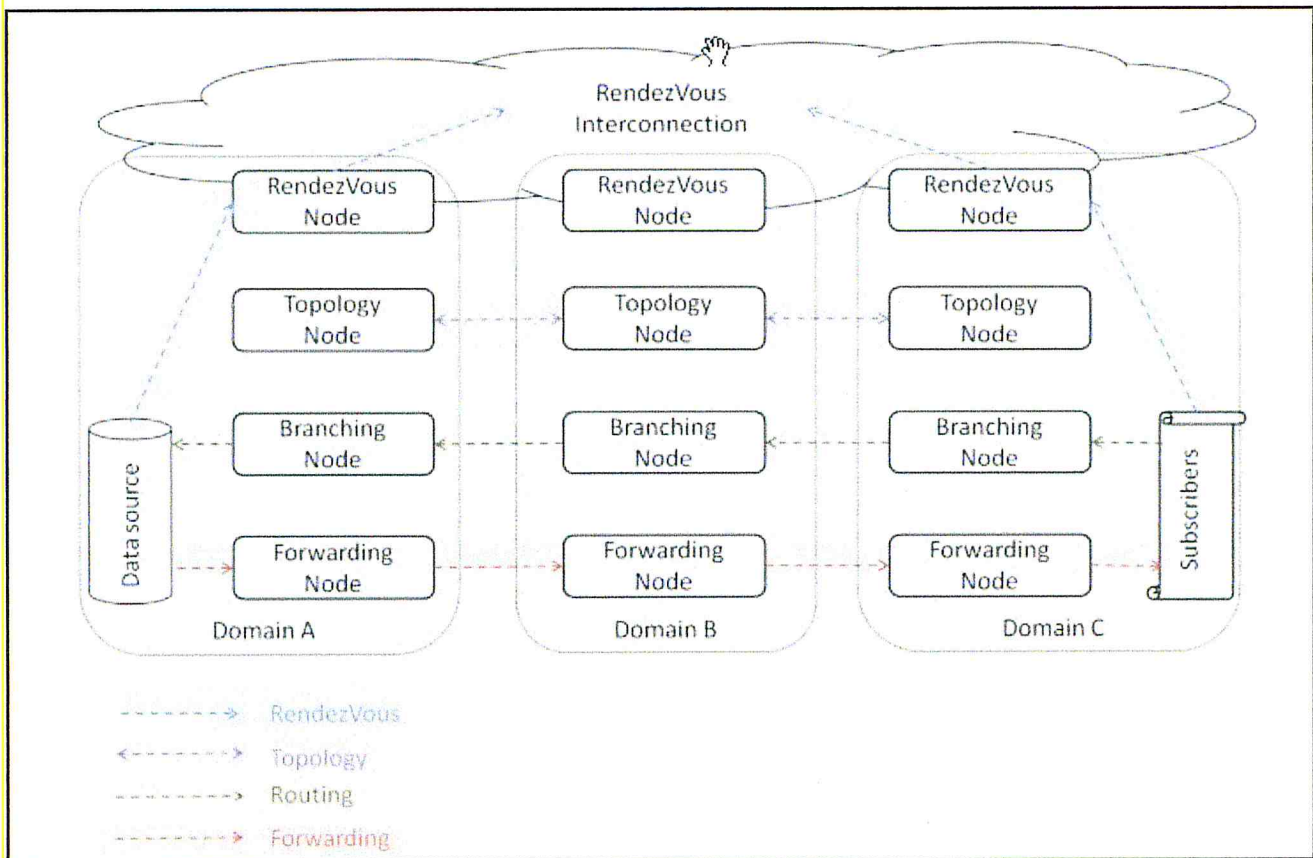 RendezVous
Interconnection
RendezVous
Node
RendezVous
Node
RendezVous
Node
Topology
Node
Topology
Node
Topology
Node
Branching
Node
Branching
Node
Branching
Node
Data source
Subscribers
Forwarding
Node
Forwarding
Node
Forwarding
Node
Domain A
Domain B
Domain C
RendezVous
Topology
Routing
Forwarding